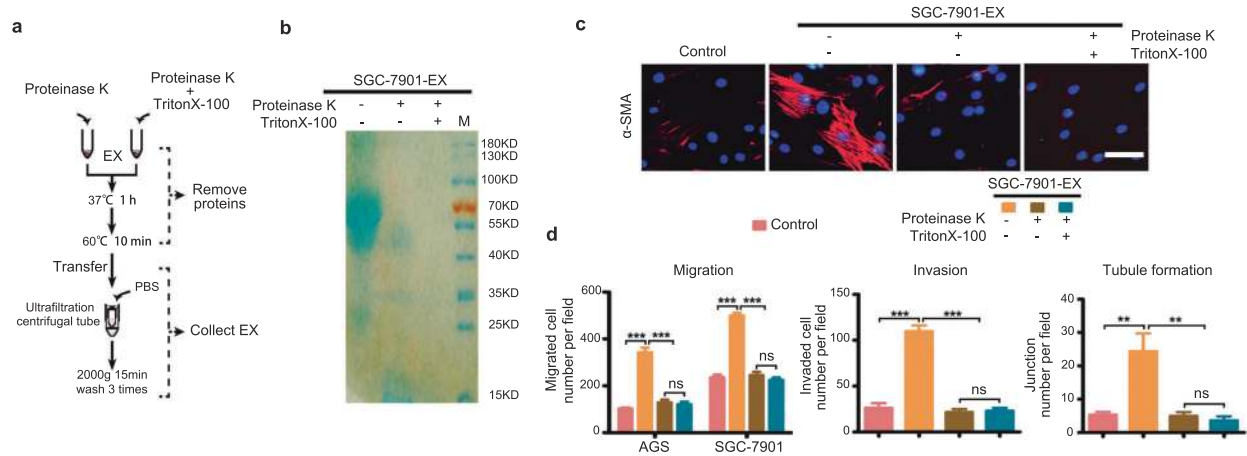 a
Proteinase K
Proteinase K
+
TritonX-100
EX
37℃ 1 h
60℃ 10 min
Remove
proteins
Transfer
PBS
Ultrafiltration
centrifugal tube
Collect EX
2000g 15min
wash 3 times
b
SGC-7901-EX
Proteinase K - + +
TritonX-100 - - + M
180KD
130KD
100KD
70KD
55KD
40KD
35KD
25KD
15KD
c
SGC-7901-EX
- + + Proteinase K
Control - - + TritonX-100
α-SMA
SGC-7901-EX
Control
Proteinase K - + +
TritonX-100 - - +
d
Migration
Migrated cell
number per field
600
400
200
0
*** ***
ns
*** ***
ns
AGS SGC-7901
Invasion
Invaded cell
number per field
150
100
50
0
*** ***
ns
Tubule formation
Junction
number per field
40
30
20
10
0
** **
ns